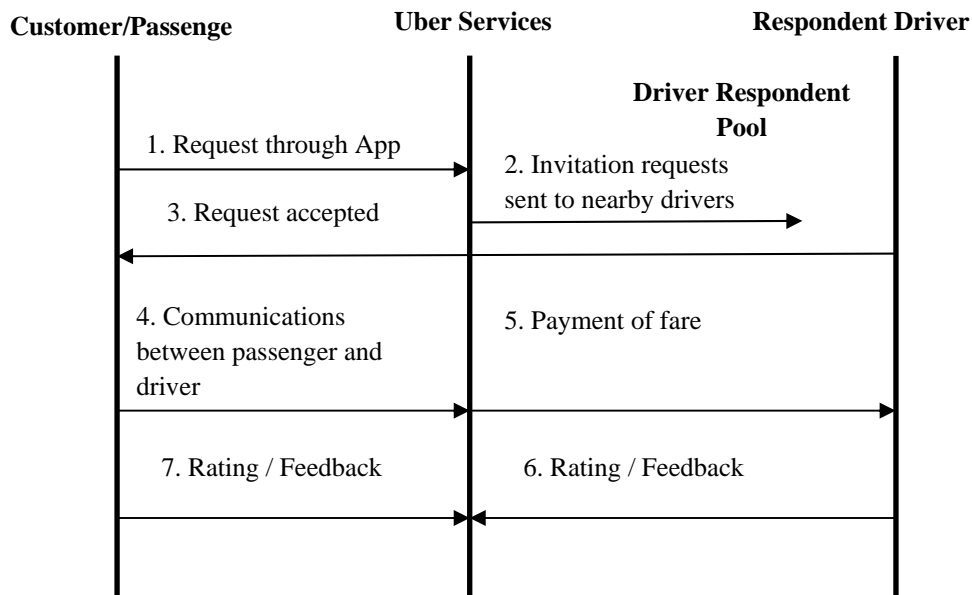 Customer/Passenge
Uber Services
Respondent Driver
Driver Respondent
Pool
1. Request through App
2. Invitation requests
sent to nearby drivers
3. Request accepted
4. Communications
between passenger and
driver
5. Payment of fare
7. Rating / Feedback
6. Rating / Feedback